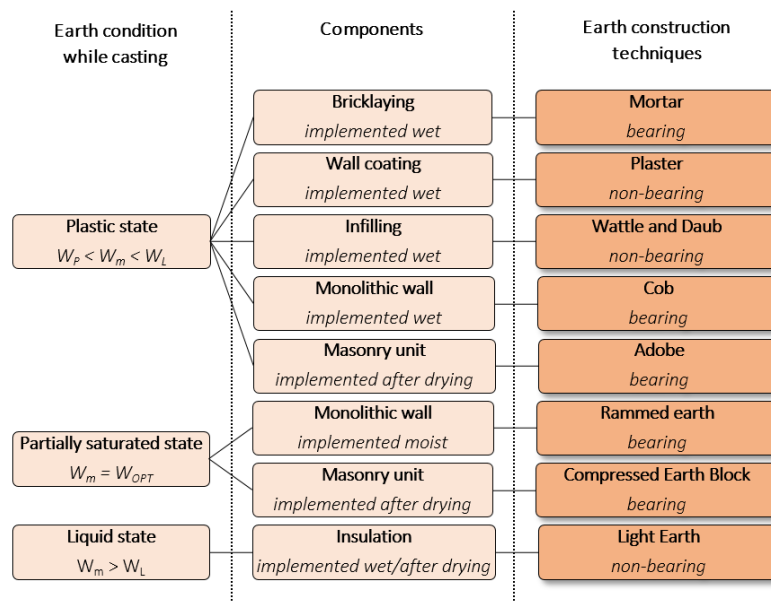 Earth condition
while casting
Components
Earth construction
techniques
Bricklaying
implemented wet
Mortar
bearing
Wall coating
implemented wet
Plaster
non-bearing
Plastic state
W_P < W_m < W_L
Infilling
implemented wet
Wattle and Daub
non-bearing
Monolithic wall
implemented wet
Cob
bearing
Masonry unit
implemented after drying
Adobe
bearing
Partially saturated state
W_m = W_OPT
Monolithic wall
implemented moist
Rammed earth
bearing
Masonry unit
implemented after drying
Compressed Earth Block
bearing
Liquid state
W_m > W_L
Insulation
implemented wet/after drying
Light Earth
non-bearing